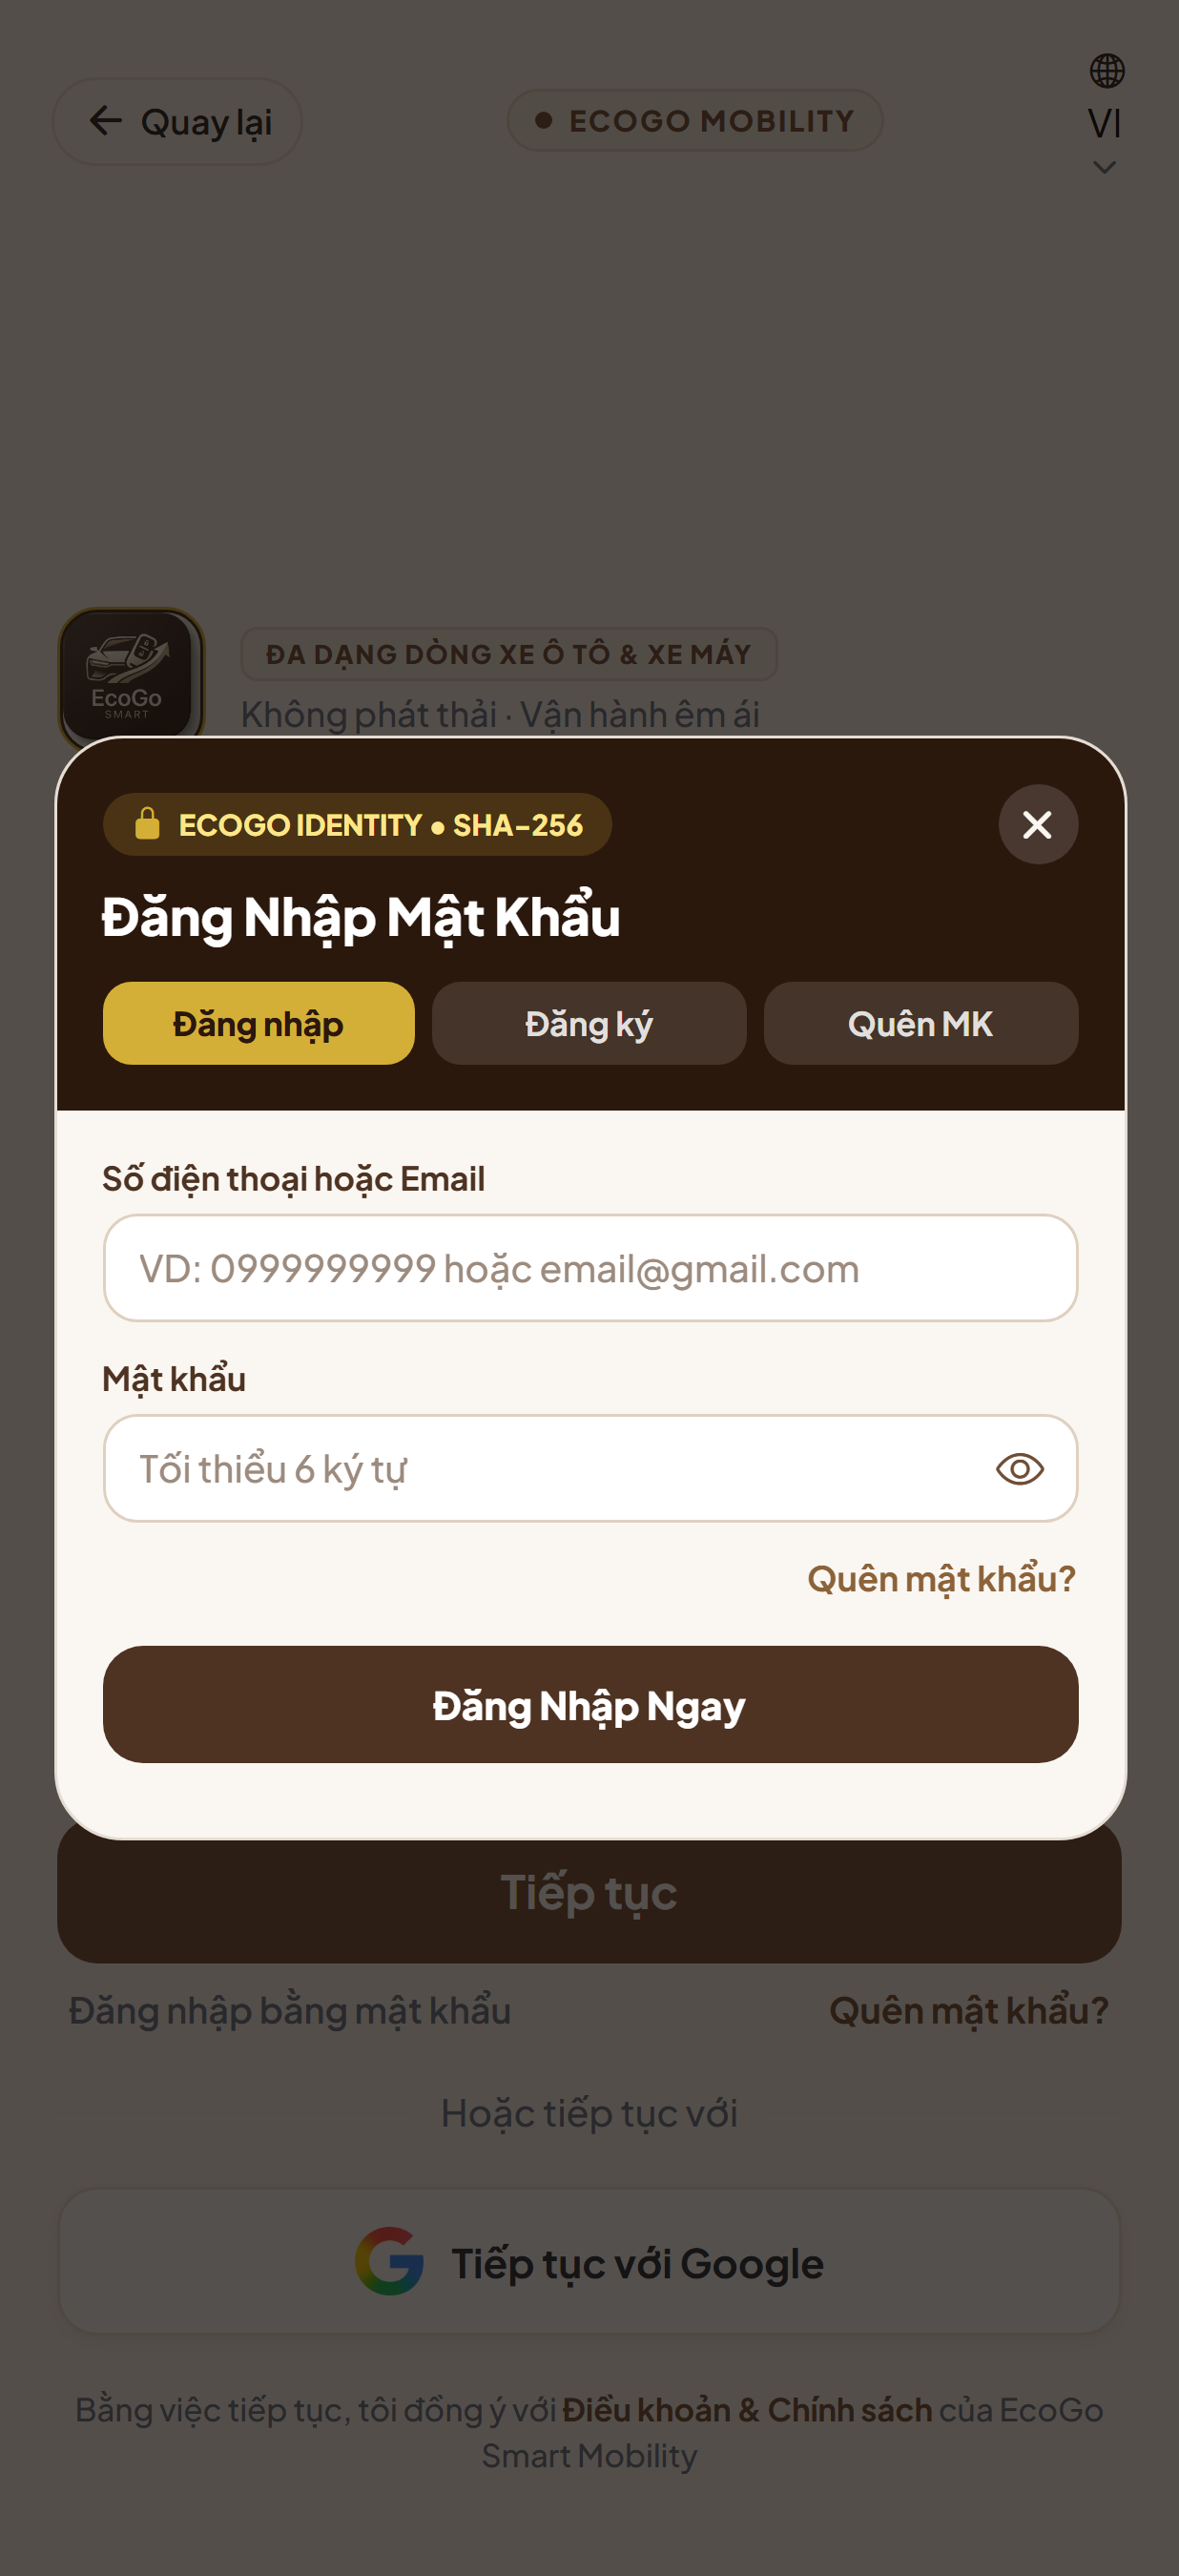 Quay lại
ECOGO MOBILITY
VI
EcoGo
SMART
ĐA DẠNG DÒNG XE Ô TÔ & XE MÁY
Không phát thải · Vận hành êm ái
ECOGO IDENTITY ● SHA-256
Đăng Nhập Mật Khẩu
Đăng nhập
Đăng ký
Quên MK
Số điện thoại hoặc Email
VD: 0999999999 hoặc email@gmail.com
Mật khẩu
Tối thiểu 6 ký tự
Quên mật khẩu?
Đăng Nhập Ngay
Tiếp tục
Đăng nhập bằng mật khẩu
Quên mật khẩu?
Hoặc tiếp tục với
Tiếp tục với Google
Bằng việc tiếp tục, tôi đồng ý với Điều khoản & Chính sách của EcoGo
Smart Mobility